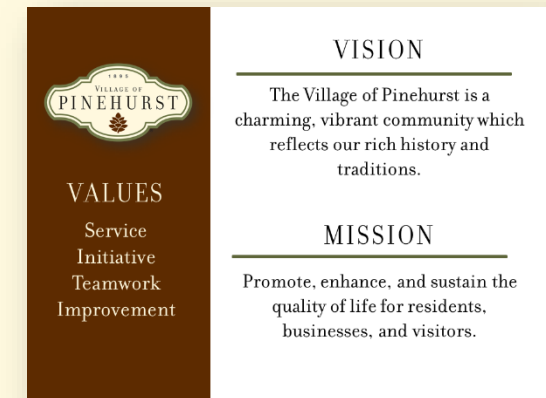 1895
VILLAGE OF
PINEHURST
VALUES
Service
Initiative
Teamwork
Improvement
VISION
The Village of Pinehurst is a
charming, vibrant community which
reflects our rich history and
traditions.
MISSION
Promote, enhance, and sustain the
quality of life for residents,
businesses, and visitors.